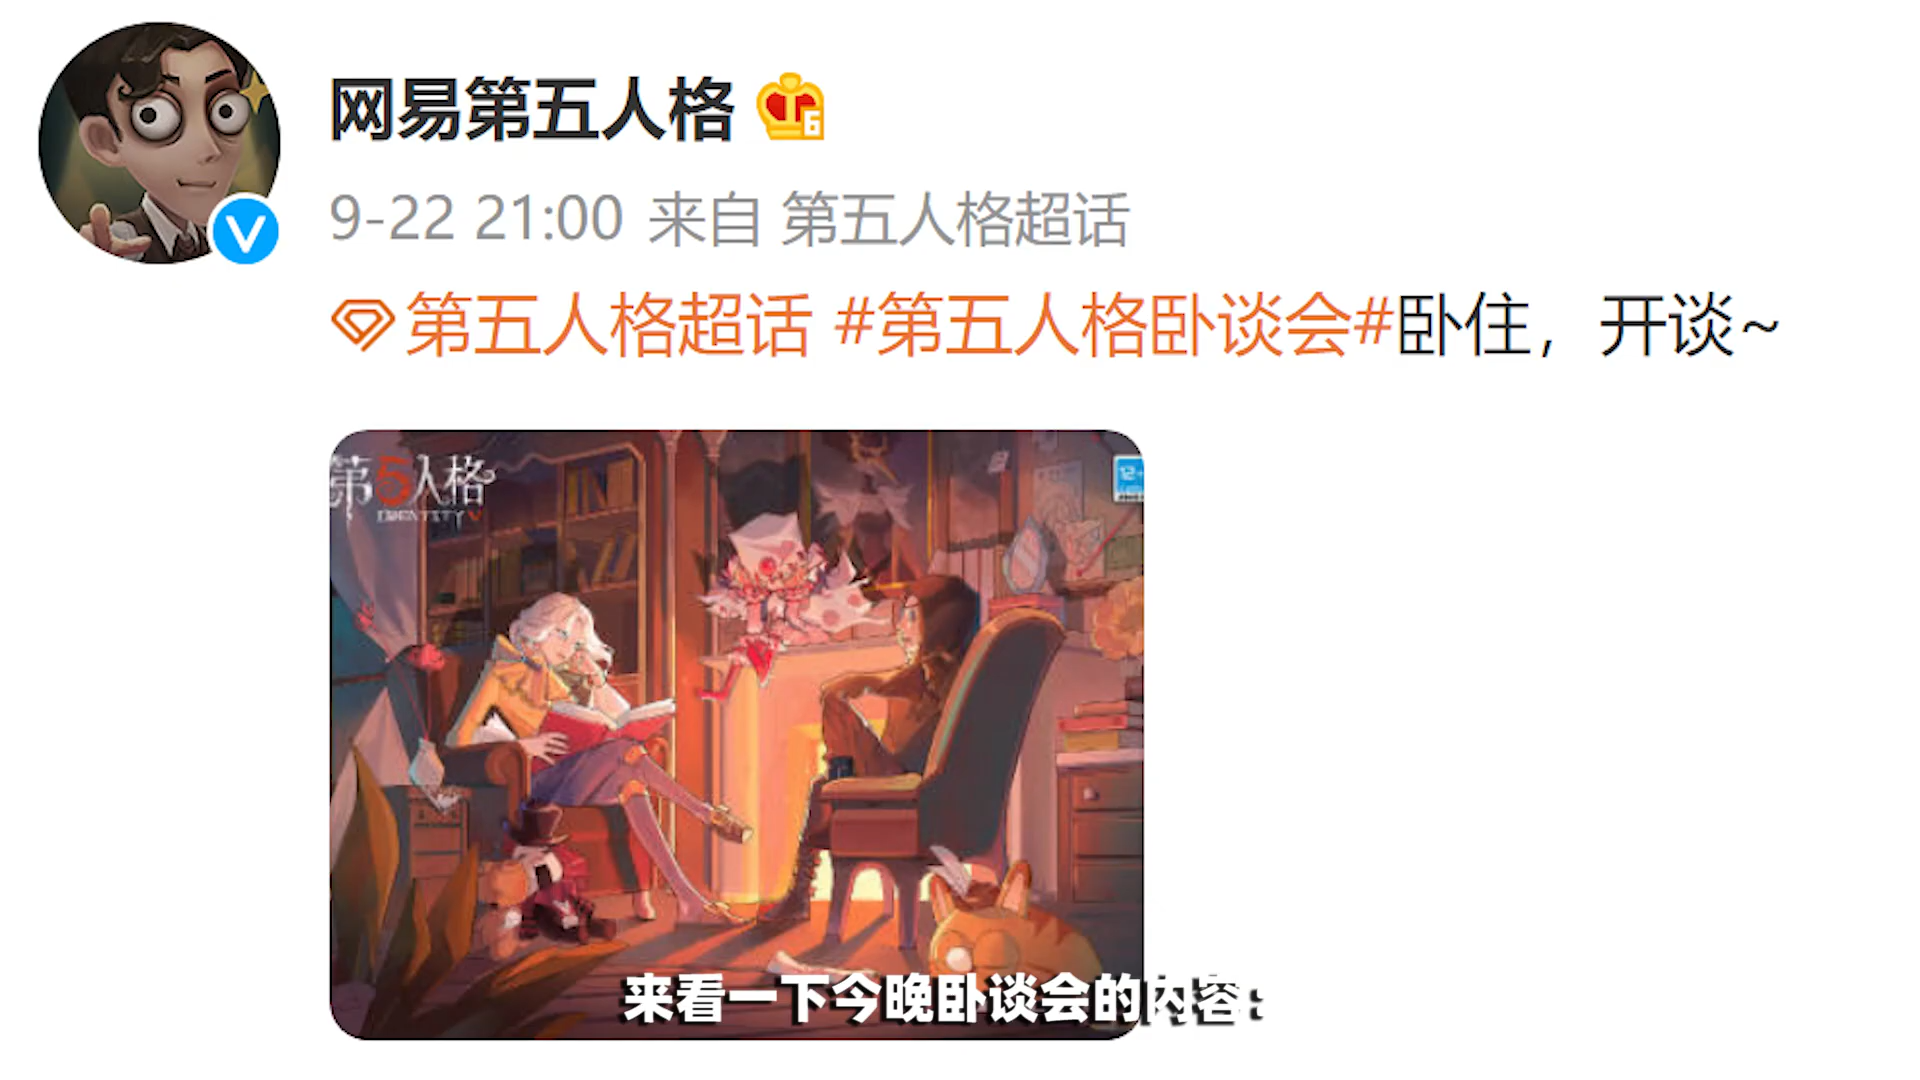 网易第五人格
9-22 21:00 来自 第五人格超话
第五人格超话 #第五人格卧谈会#卧住，开谈~
第5人格
IDENTITY V
12+
来看一下今晚卧谈会的内容: